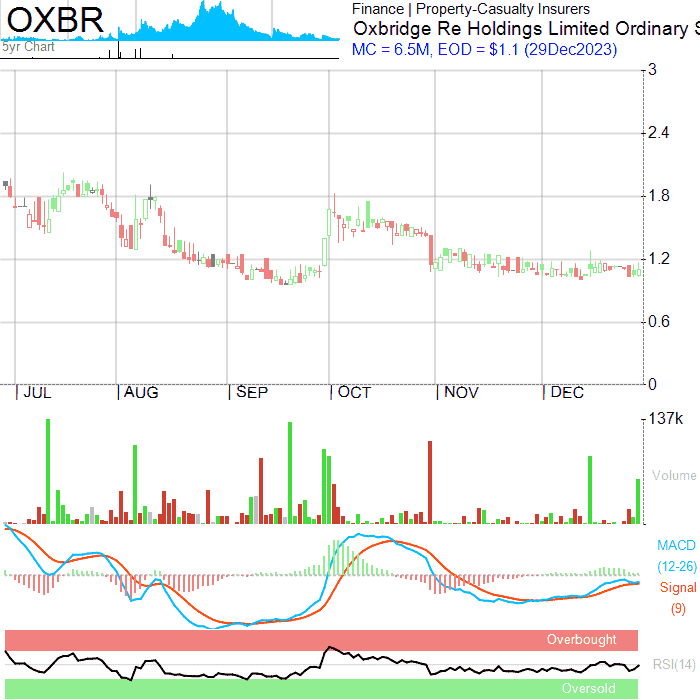 OXBR
5yr Chart
Finance | Property-Casualty Insurers
Oxbridge Re Holdings Limited Ordinary S
MC = 6.5M, EOD = $1.1 (29Dec2023)
3
2.4
1.8
1.2
0.6
0
JUL AUG SEP OCT NOV DEC
137k
Volume
MACD
(12-26)
Signal
(9)
Overbought
RSI(14)
Oversold